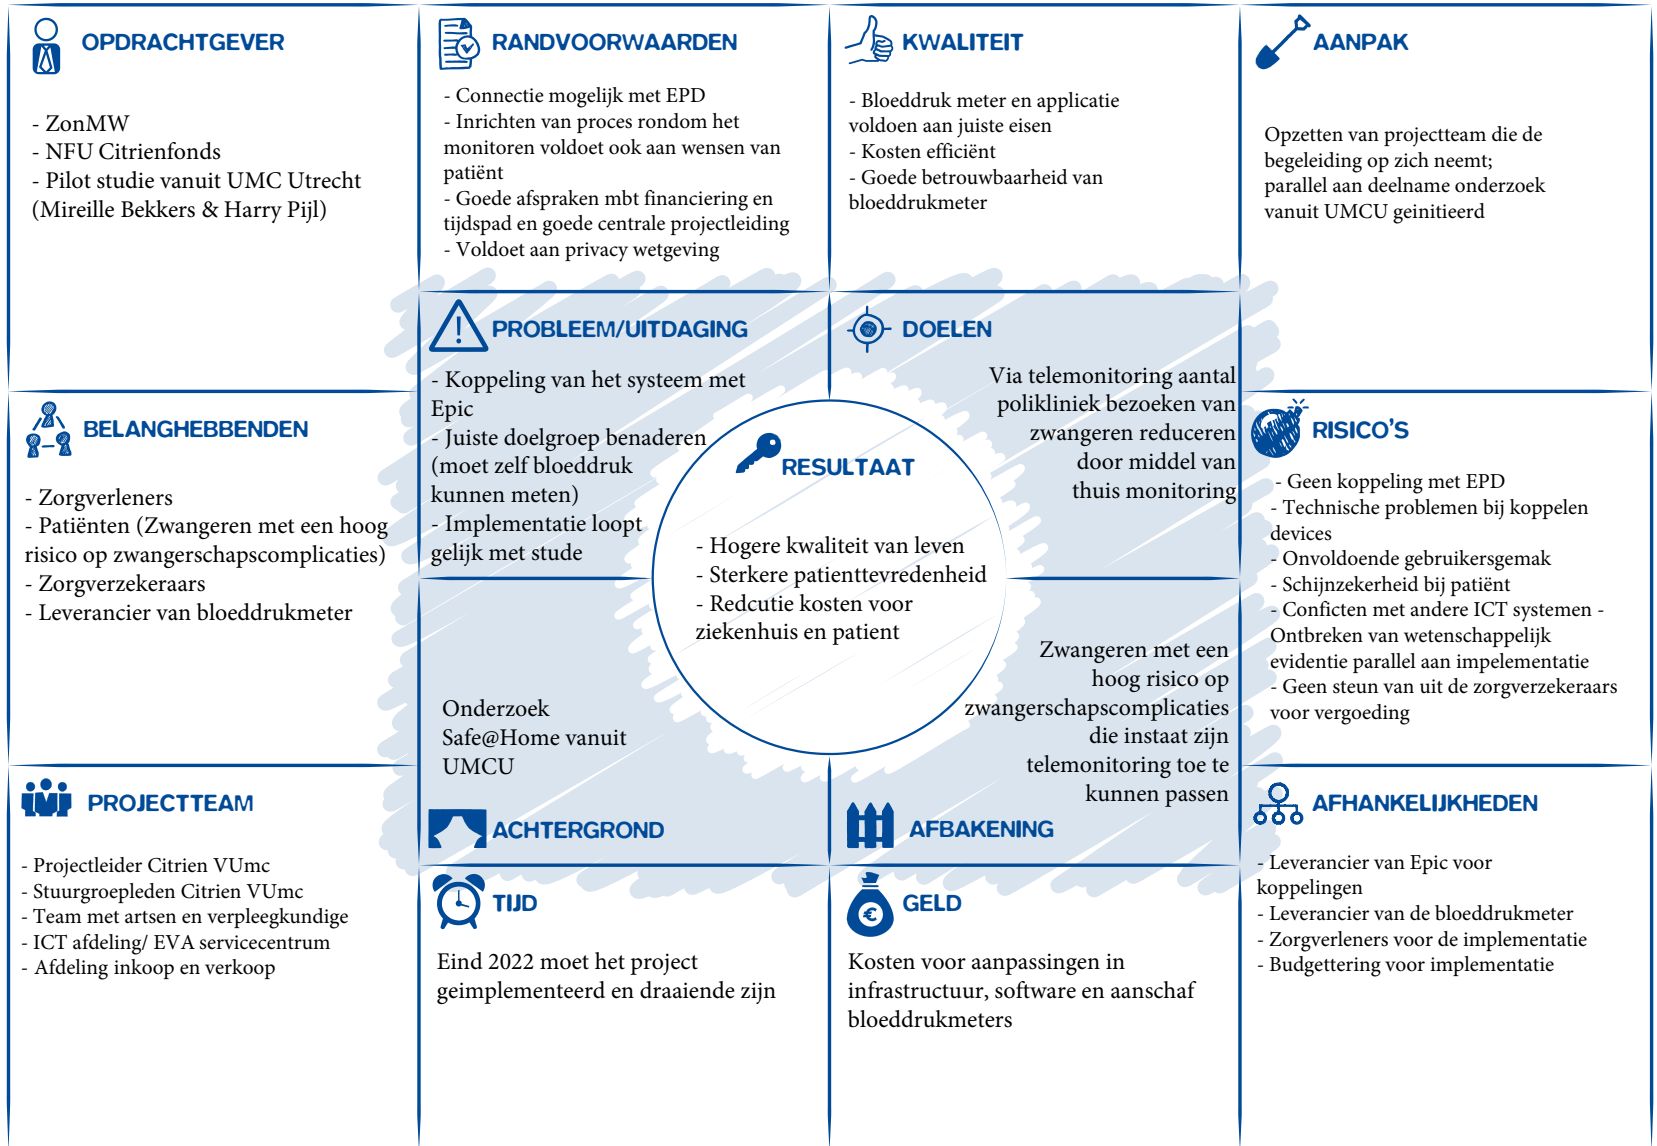 OPDRACHTGEVER
- ZonMW
- NFU Citrienfonds
- Pilot studie vanuit UMC Utrecht
(Mireille Bekkers & Harry Pijl)
RANDVOORWAARDEN
- Connectie mogelijk met EPD
- Inrichten van proces rondom het
monitoren voldoet ook aan wensen van
patiënt
- Goede afspraken mbt financiering en
tijdspad en goede centrale projectleiding
- Voldoet aan privacy wetgeving
KWALITEIT
- Bloeddruk meter en applicatie
voldoen aan juiste eisen
- Kosten efficiënt
- Goede betrouwbaarheid van
bloeddrukmeter
AANPAK
Opzetten van projectteam die de
begeleiding op zich neemt;
parallel aan deelname onderzoek
vanuit UMCU geinitieerd
BELANGHEBBENDEN
- Zorgverleners
- Patiënten (Zwangeren met een hoog
risico op zwangerschapscomplicaties)
- Zorgverzekeraars
- Leverancier van bloeddrukmeter
PROBLEEM/UITDAGING
- Koppeling van het systeem met
Epic
- Juiste doelgroep benaderen
(moet zelf bloeddruk
kunnen meten)
- Implementatie loopt
gelijk met stude
DOELEN
Via telemonitoring aantal
polikliniek bezoeken van
zwangeren reduceren
door middel van
thuis monitoring
RESULTAAT
- Hogere kwaliteit van leven
- Sterkere patienttevredenheid
- Redcutie kosten voor
ziekenhuis en patient
RISICO'S
- Geen koppeling met EPD
- Technische problemen bij koppelen
devices
- Onvoldoende gebruikersgemak
- Schijnzekerheid bij patiënt
- Conficten met andere ICT systemen -
Ontbreken van wetenschappelijk
evidentie parallel aan impelementatie
- Geen steun van uit de zorgverzekeraars
voor vergoeding
Onderzoek
Safe@Home vanuit
UMCU
ACHTERGROND
Zwangeren met een
hoog risico op
zwangerschapscomplicaties
die instaat zijn
telemonitoring toe te
kunnen passen
AFBAKENING
PROJECTTEAM
- Projectleider Citrien VUmc
- Stuurgroepleden Citrien VUmc
- Team met artsen en verpleegkundige
- ICT afdeling/ EVA servicecentrum
- Afdeling inkoop en verkoop
TIJD
Eind 2022 moet het project
geimplementeerd en draaiende zijn
GELD
Kosten voor aanpassingen in
infrastructuur, software en aanschaf
bloeddrukmeters
AFHANKELIJKHEDEN
- Leverancier van Epic voor
koppelingen
- Leverancier van de bloeddrukmeter
- Zorgverleners voor de implementatie
- Budgettering voor implementatie